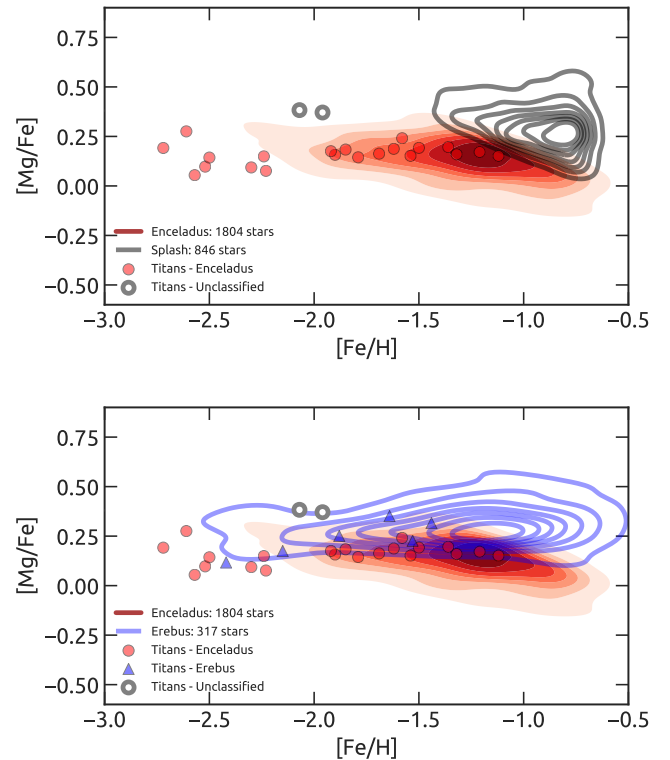 0.75
0.50
[Mg/Fe]
0.25
0.00
−0.25
−0.50
Enceladus: 1804 stars
Splash: 846 stars
Titans - Enceladus
Titans - Unclassified
−3.0 −2.5 −2.0 −1.5 −1.0 −0.5
[Fe/H]
0.75
0.50
[Mg/Fe]
0.25
0.00
−0.25
−0.50
Enceladus: 1804 stars
Erebus: 317 stars
Titans - Enceladus
Titans - Erebus
Titans - Unclassified
−3.0 −2.5 −2.0 −1.5 −1.0 −0.5
[Fe/H]